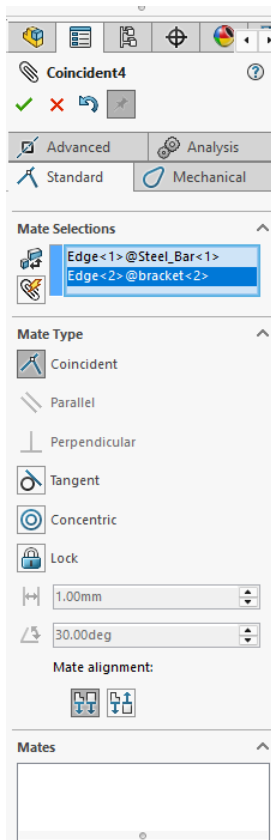 Coincident4
Advanced
Analysis
Standard
Mechanical
Mate Selections
Edge<1>@Steel_Bar<1>
Edge<2>@bracket<2>
Mate Type
Coincident
Parallel
Perpendicular
Tangent
Concentric
Lock
1.00mm
30.00deg
Mate alignment:
Mates